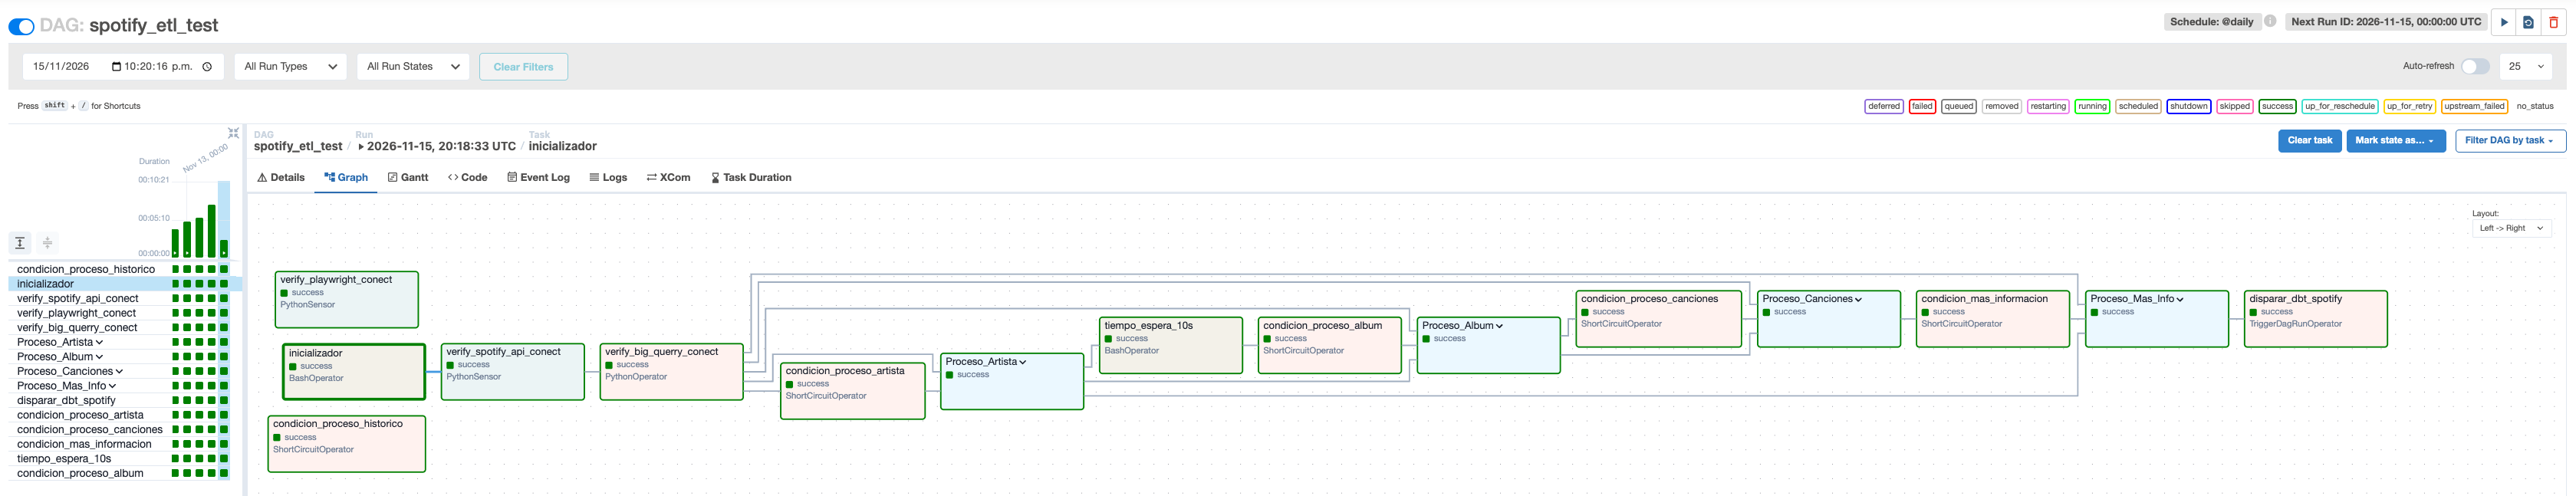 DAG: spotify_etl_test
Schedule: @daily
Next Run ID: 2026-11-15, 00:00:00 UTC
15/11/2026 10:20:16 p.m.
All Run Types
All Run States
Clear Filters
Auto-refresh
25
Press shift + / for Shortcuts
deferred failed queued removed restarting running scheduled shutdown skipped success up_for_reschedule up_for_retry upstream_failed no_status
DAG
spotify_etl_test
Run
2026-11-15, 20:18:33 UTC
Task
inicializador
Clear task
Mark state as...
Filter DAG by task
Nov 13, 00:00
Duration
00:10:21
00:05:10
00:00:00
condicion_proceso_historico
inicializador
verify_spotify_api_conect
verify_playwright_conect
verify_big_querry_conect
Proceso_Artista
Proceso_Album
Proceso_Canciones
Proceso_Mas_Info
disparar_dbt_spotify
condicion_proceso_artista
condicion_proceso_canciones
condicion_mas_informacion
tiempo_espera_10s
condicion_proceso_album
Details
Graph
Gantt
Code
Event Log
Logs
XCom
Task Duration
Layout:
Left -> Right
verify_playwright_conect
success
PythonSensor
inicializador
success
BashOperator
condicion_proceso_historico
success
ShortCircuitOperator
verify_spotify_api_conect
success
PythonSensor
verify_big_querry_conect
success
PythonOperator
condicion_proceso_artista
success
ShortCircuitOperator
Proceso_Artista
success
tiempo_espera_10s
success
BashOperator
condicion_proceso_album
success
ShortCircuitOperator
Proceso_Album
success
condicion_proceso_canciones
success
ShortCircuitOperator
Proceso_Canciones
success
condicion_mas_informacion
success
ShortCircuitOperator
Proceso_Mas_Info
success
disparar_dbt_spotify
success
TriggerDagRunOperator